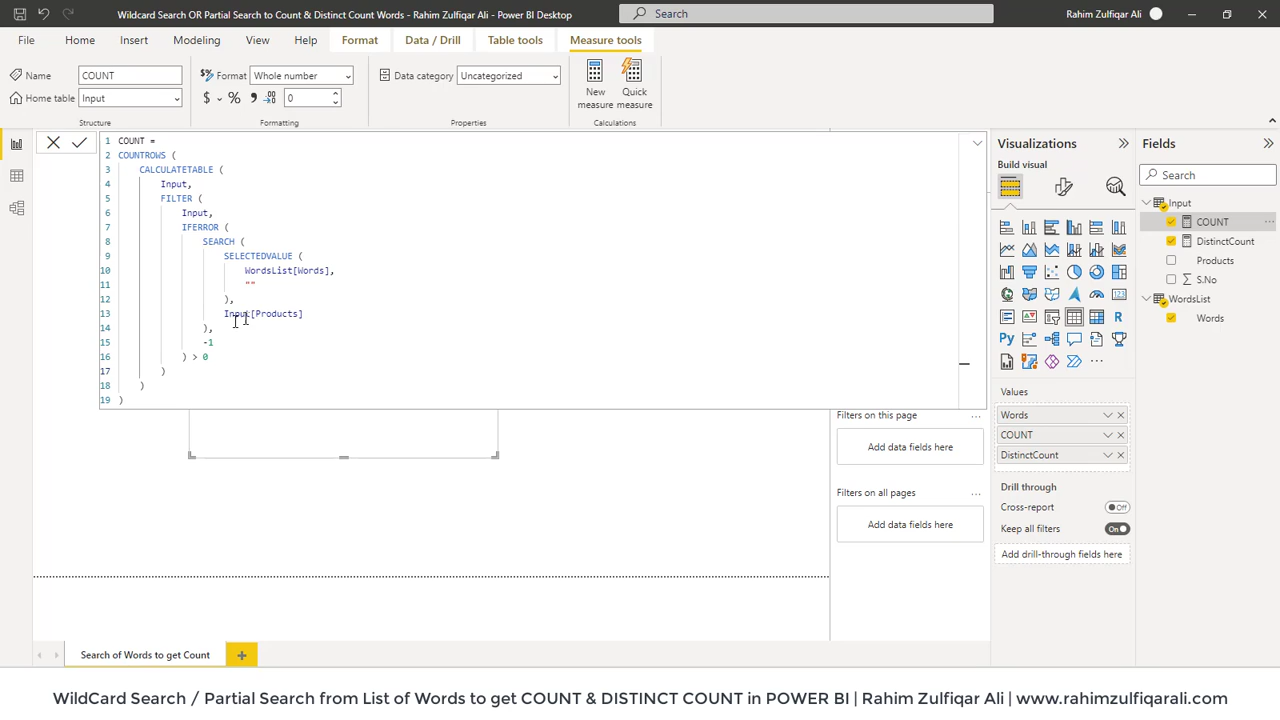 Wildcard Search OR Partial Search to Count & Distinct Count Words - Rahim Zulfiqar Ali - Power BI Desktop
Search
Rahim Zulfiqar Ali
File Home Insert Modeling View Help Format Data / Drill Table tools Measure tools
Name COUNT
Format Whole number
Data category Uncategorized
Home table Input
$ % 0
New measure
Quick measure
Structure Formatting Properties Calculations
1 COUNT =
2 COUNTROWS (
3 CALCULATETABLE (
4 Input,
5 FILTER (
6 Input,
7 IFERROR (
8 SEARCH (
9 SELECTEDVALUE (
10 WordsList[Words],
11 ""
12 ),
13 Input[Products]
14 ),
15 -1
16 ) > 0
17 )
18 )
19 )
Filters on this page ...
Add data fields here
Filters on all pages ...
Add data fields here
Visualizations
Build visual
R
Py
...
Values
Words
COUNT
DistinctCount
Drill through
Cross-report Off
Keep all filters On
Add drill-through fields here
Fields
Search
Input
COUNT ...
DistinctCount
Products
Σ S.No
WordsList
Words
Search of Words to get Count
WildCard Search / Partial Search from List of Words to get COUNT & DISTINCT COUNT in POWER BI | Rahim Zulfiqar Ali | www.rahimzulfiqarali.com